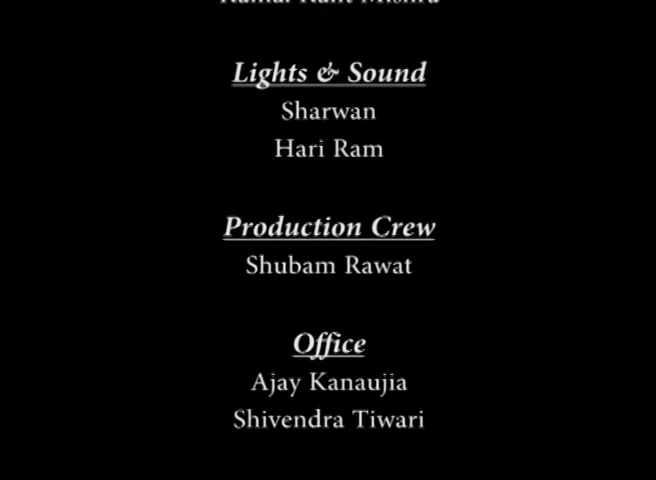 Lights & Sound
Sharwan
Hari Ram
Production Crew
Shubam Rawat
Office
Ajay Kanaujia
Shivendra Tiwari